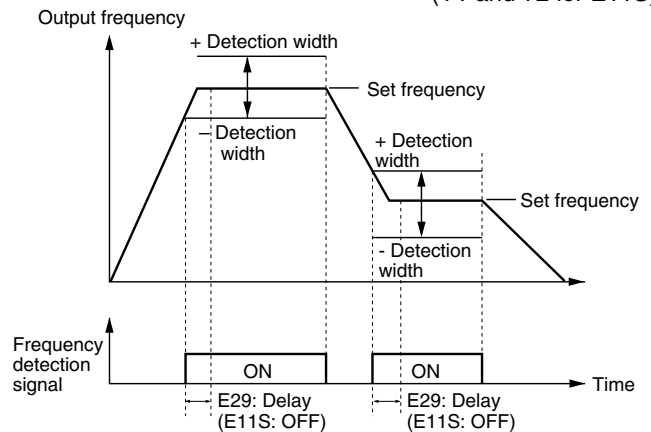 Output frequency
+ Detection width
Set frequency
– Detection
width
+ Detection
width
Set frequency
- Detection
width
Frequency
detection
signal
ON
ON
Time
E29: Delay
(E11S: OFF)
E29: Delay
(E11S: OFF)